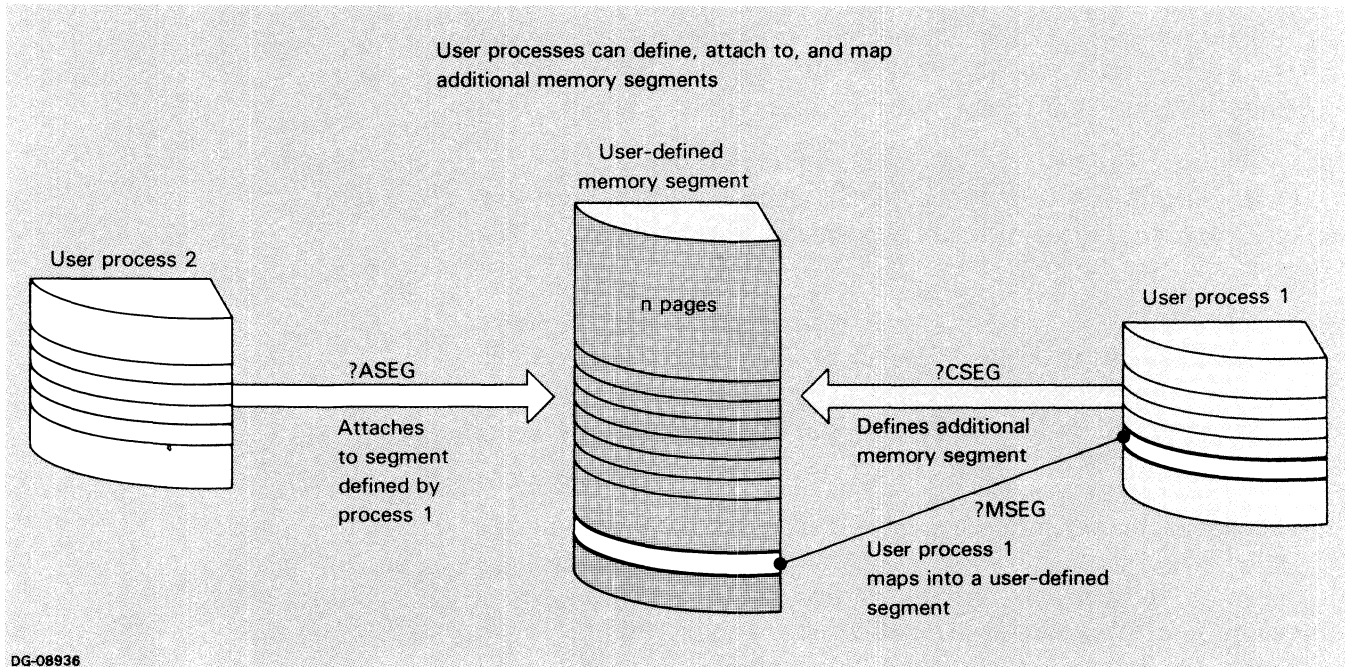 User processes can define, attach to, and map
additional memory segments
User-defined
memory segment
User process 2
n pages
User process 1
?ASEG
?CSEG
Attaches
to segment
defined by
process 1
Defines additional
memory segment
?MSEG
User process 1
maps into a user-defined
segment
DG-08936